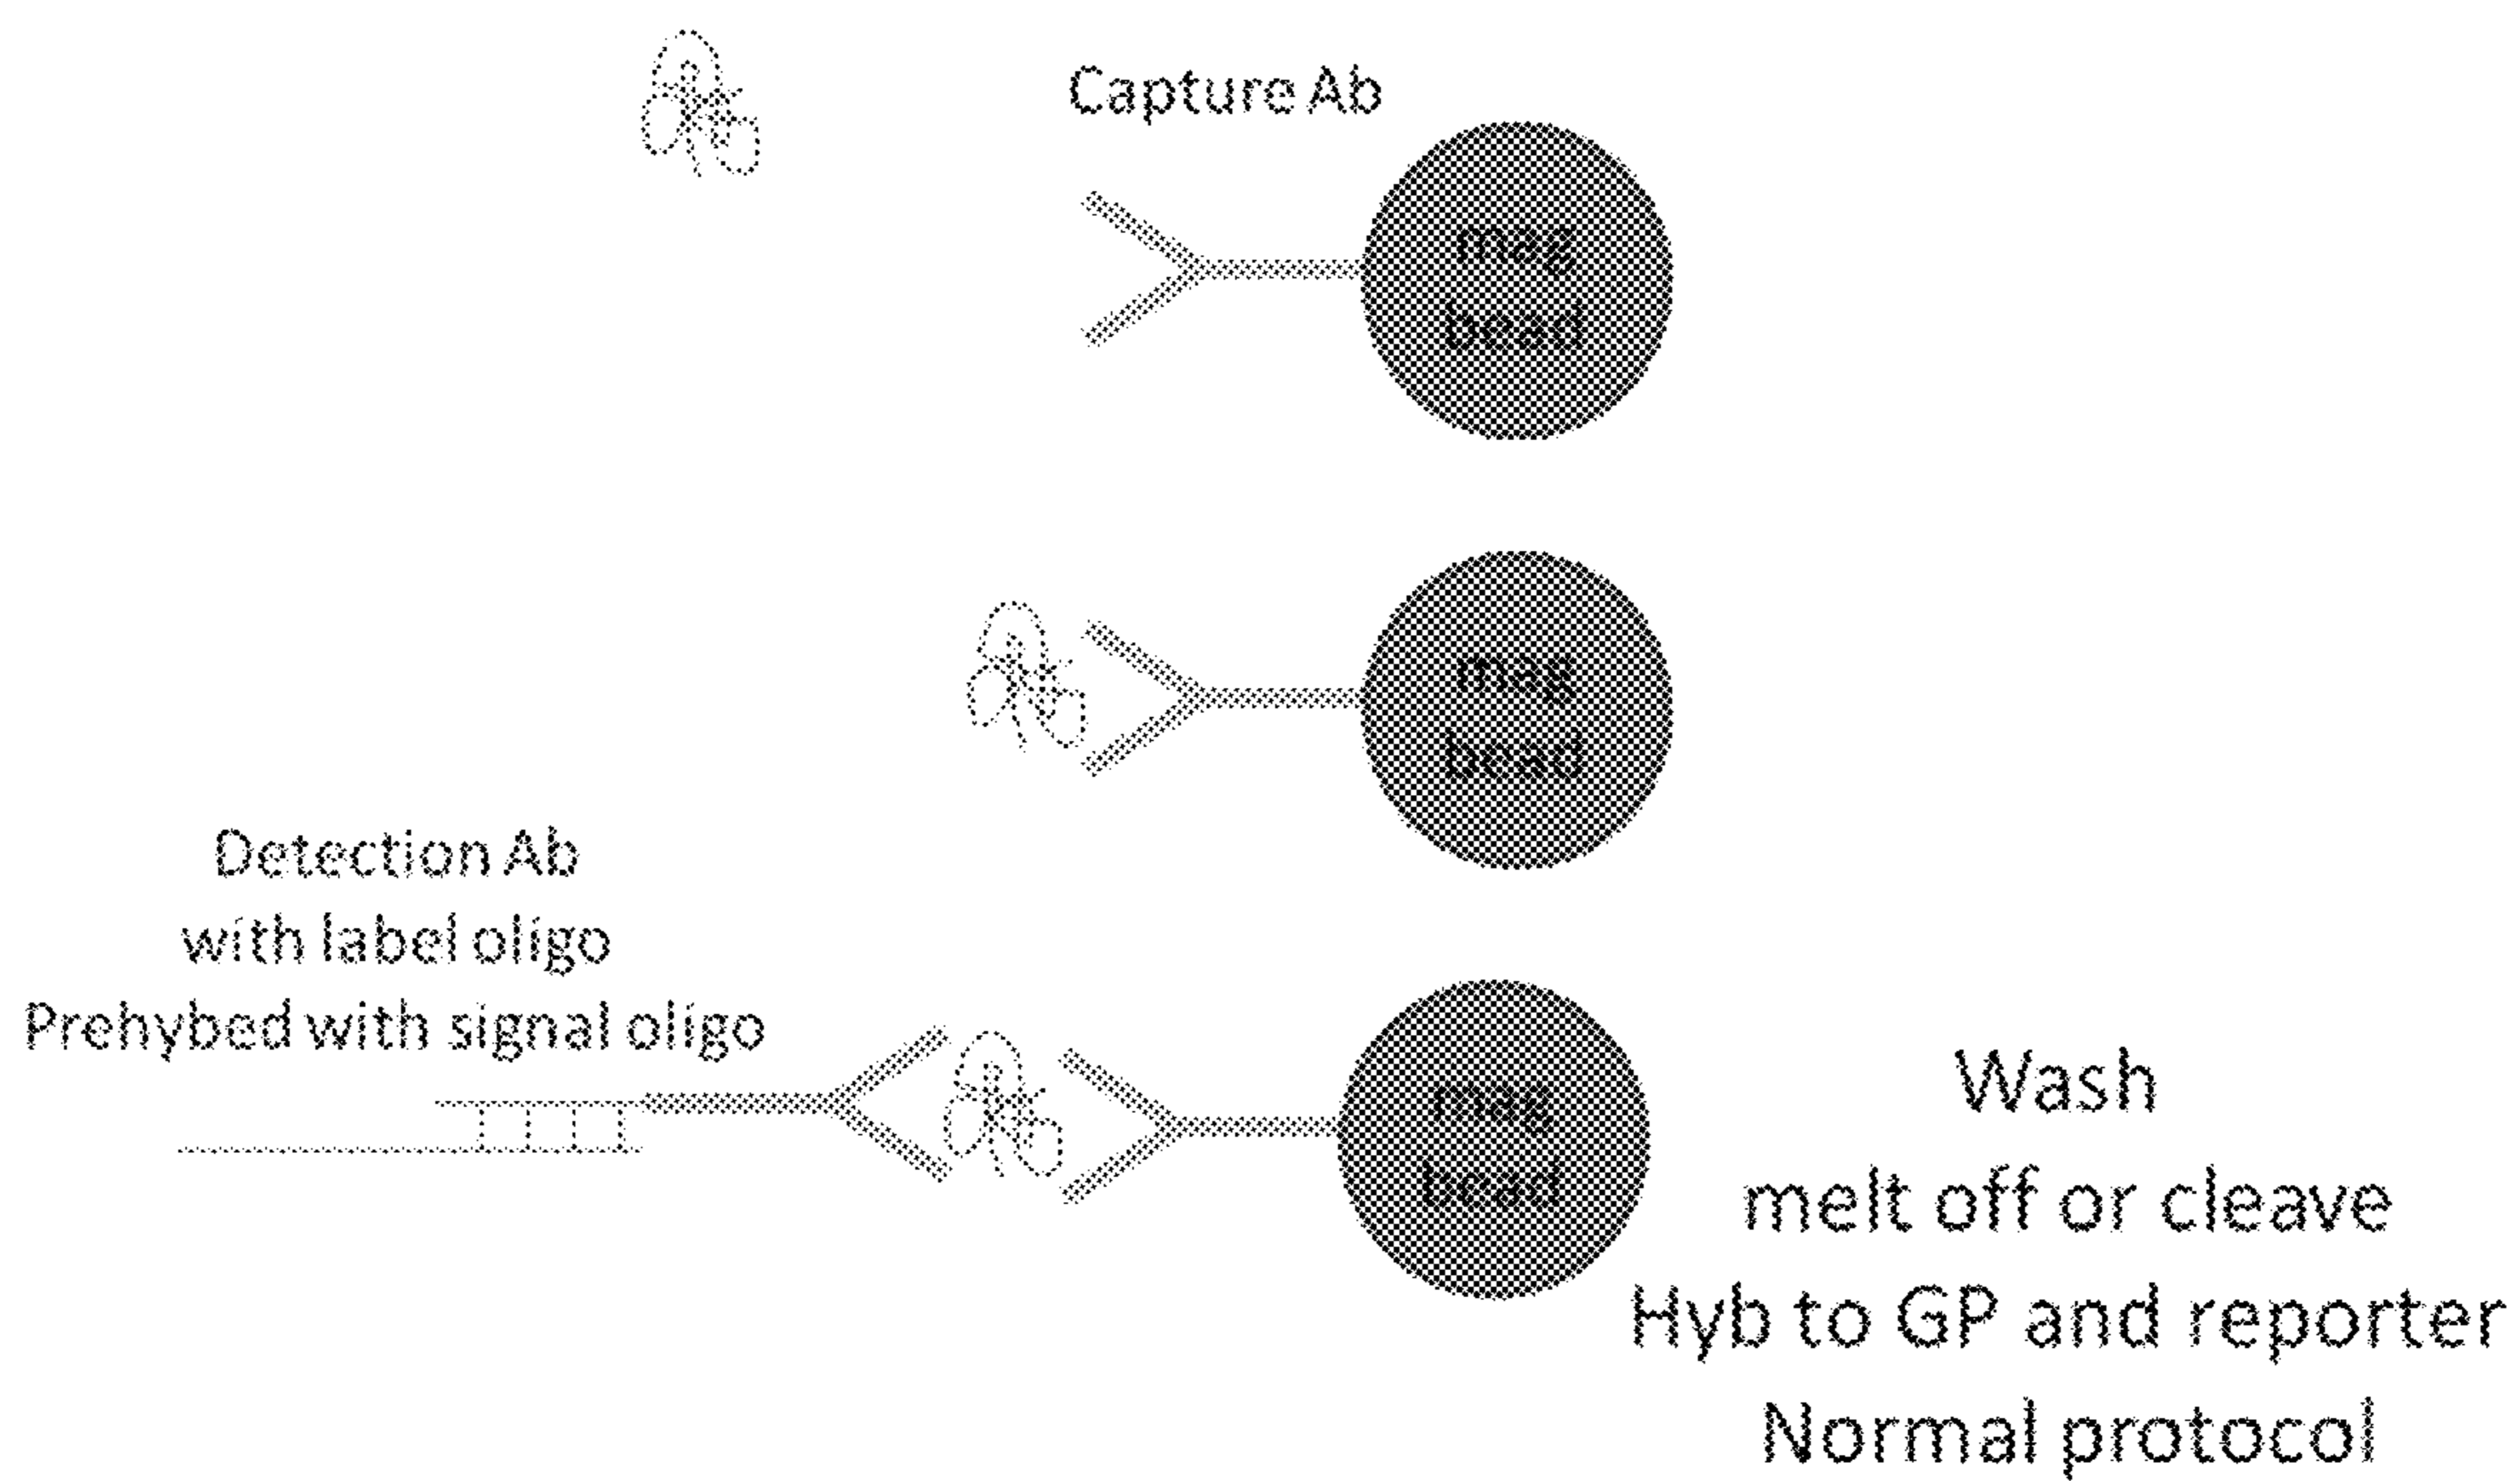 Capture Ab
mag
bead
mag
bead
Detection Ab
with label oligo
Prehybed with signal oligo
mag
bead
Wash
melt off or cleave
Hyb to GP and reporter
Normal protocol